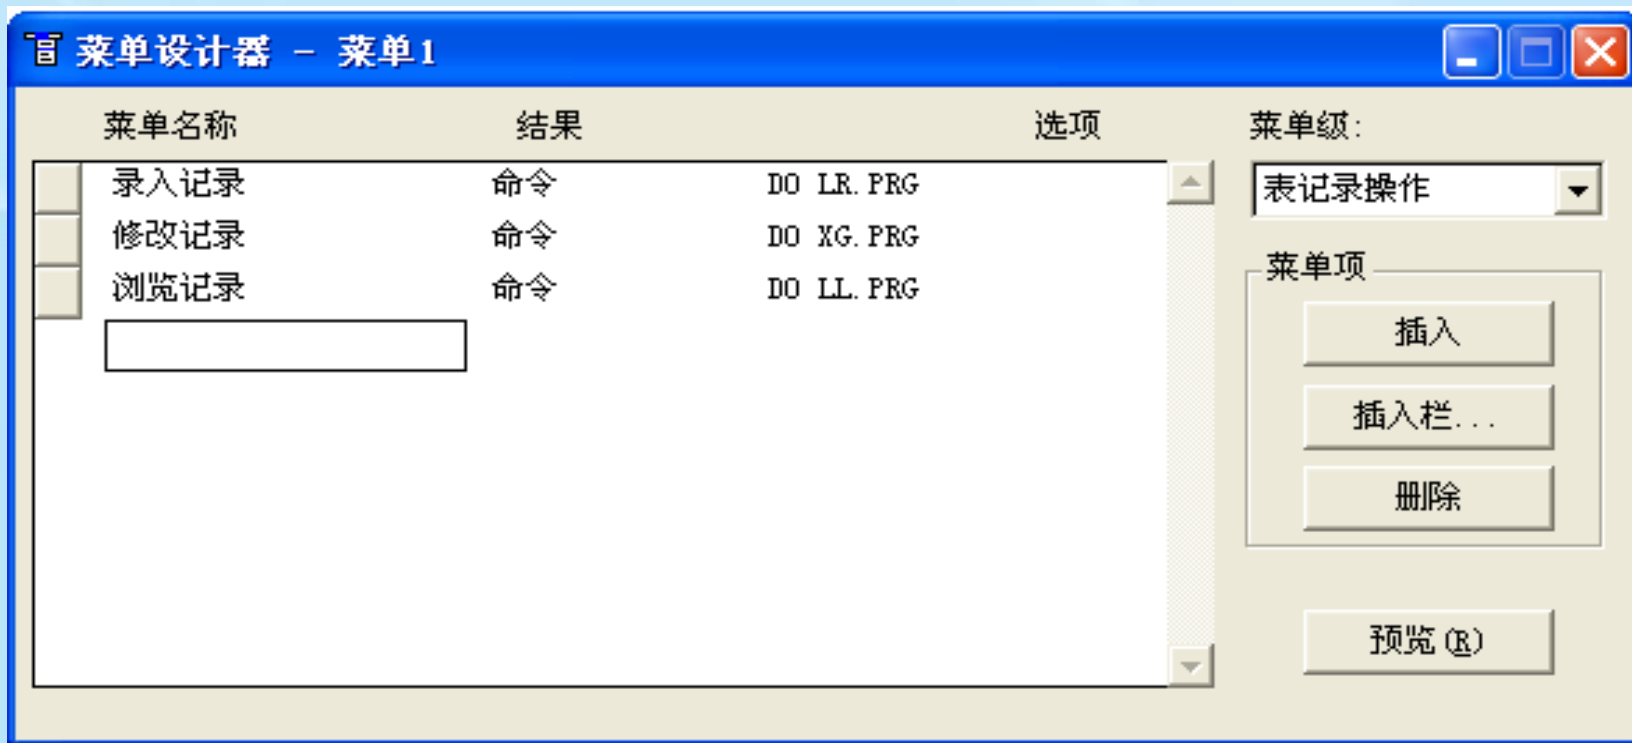 菜单设计器 - 菜单1
菜单名称 结果 选项 菜单级:
录入记录 命令 DO LR.PRG
表记录操作
修改记录 命令 DO XG.PRG
菜单项
浏览记录 命令 DO LL.PRG
插入
插入栏...
删除
预览(R)